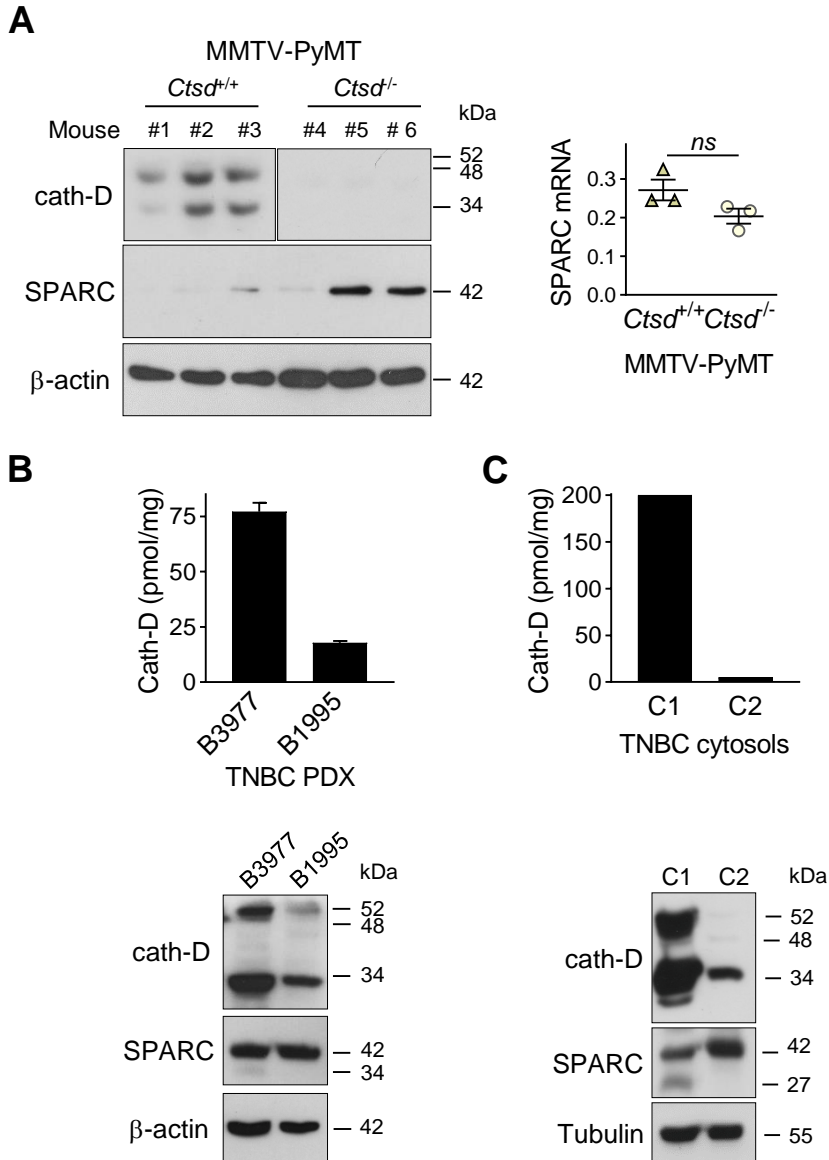 A
MMTV-PyMT
Ctsd+/+ Ctsd-/-
kDa
Mouse #1 #2 #3 #4 #5 # 6
cath-D
52
48
34
SPARC
42
β-actin
42
SPARC mRNA
ns
0.3
0.2
0.1
0.0
Ctsd+/+ Ctsd-/-
MMTV-PyMT
B
Cath-D (pmol/mg)
75
50
25
0
B3977 B1995
TNBC PDX
B3977 B1995
kDa
cath-D
52
48
34
SPARC
42
34
β-actin
42
C
Cath-D (pmol/mg)
200
150
100
50
0
C1 C2
TNBC cytosols
C1 C2 kDa
cath-D
52
48
34
SPARC
42
27
Tubulin
55